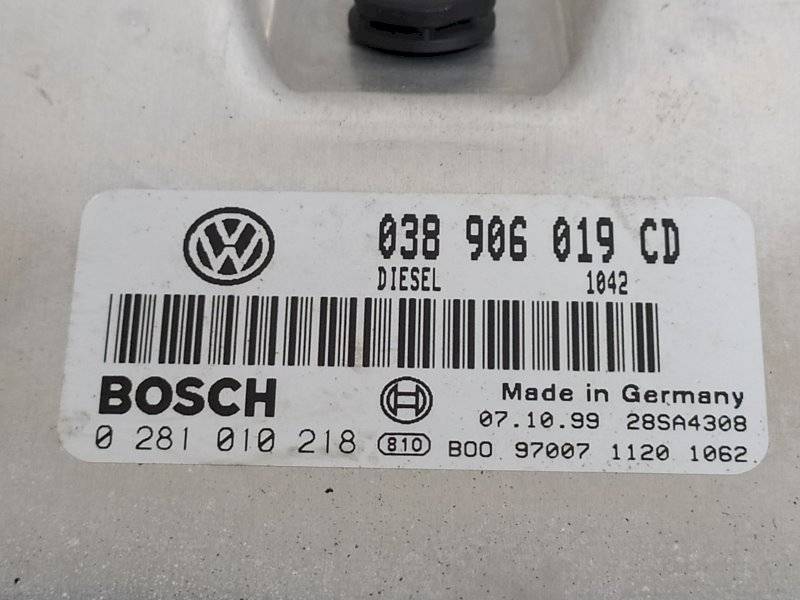 038 906 019 CD
DIESEL 1042
BOSCH
Made in Germany
07.10.99 28SA4308
0 281 010 218 810 B00 97007 1120 1062